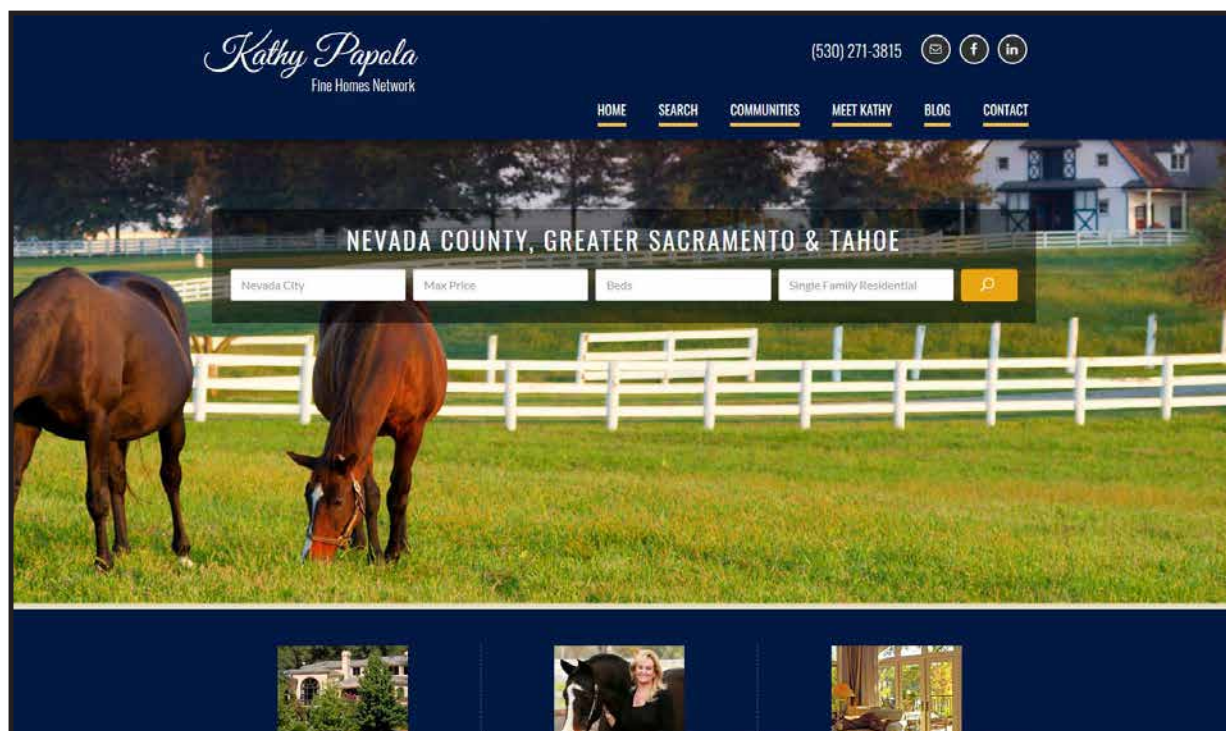 Kathy Papola
Fine Homes Network
(530) 271-3815
HOME SEARCH COMMUNITIES MEET KATHY BLOG CONTACT
NEVADA COUNTY, GREATER SACRAMENTO & TAHOE
Nevada City Max Price Beds Single Family Residential